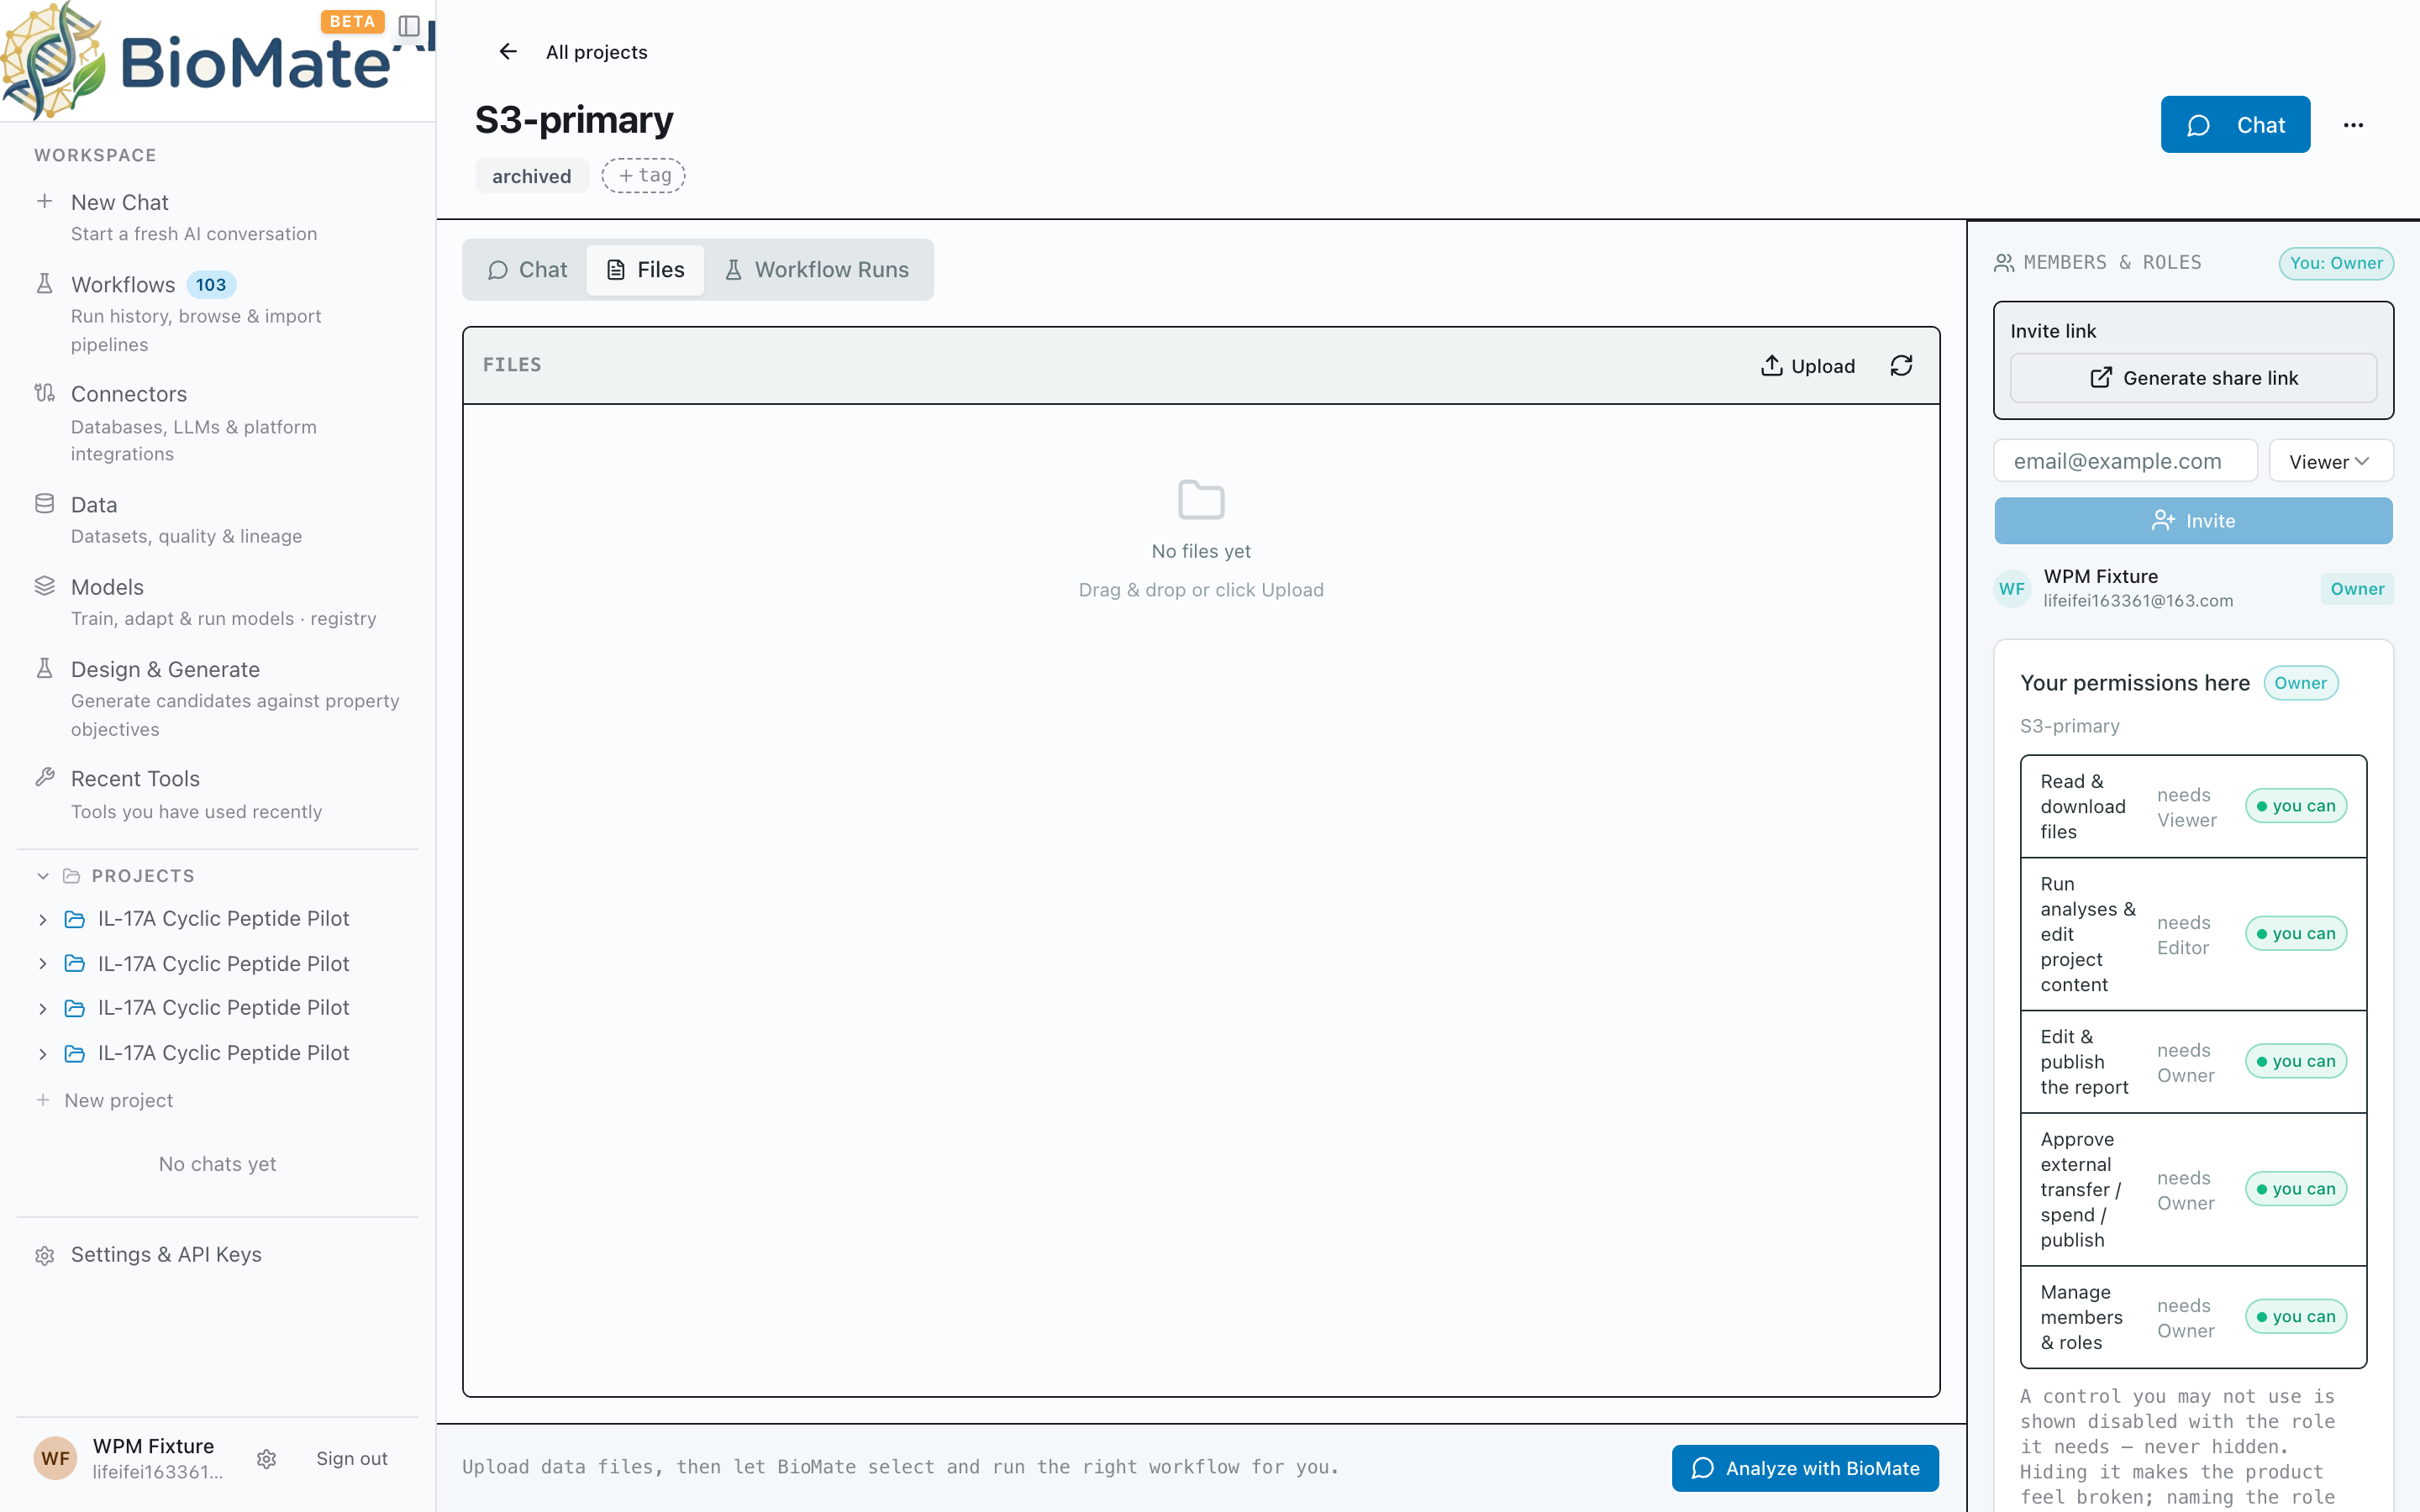 BioMate
BETA
WORKSPACE
New Chat
Start a fresh AI conversation
Workflows 103
Run history, browse & import
pipelines
Connectors
Databases, LLMs & platform
integrations
Data
Datasets, quality & lineage
Models
Train, adapt & run models · registry
Design & Generate
Generate candidates against property
objectives
Recent Tools
Tools you have used recently
PROJECTS
IL-17A Cyclic Peptide Pilot
IL-17A Cyclic Peptide Pilot
IL-17A Cyclic Peptide Pilot
IL-17A Cyclic Peptide Pilot
+ New project
No chats yet
Settings & API Keys
WF
WPM Fixture
lifeifei163361...
Sign out
All projects
S3-primary
archived
+ tag
Chat
Chat
Files
Workflow Runs
FILES
Upload
No files yet
Drag & drop or click Upload
Upload data files, then let BioMate select and run the right workflow for you.
Analyze with BioMate
MEMBERS & ROLES
You: Owner
Invite link
Generate share link
email@example.com
Viewer
Invite
WF
WPM Fixture
lifeifei163361@163.com
Owner
Your permissions here
Owner
S3-primary
Read &
download
files
needs
Viewer
you can
Run
analyses &
edit
project
content
needs
Editor
you can
Edit &
publish
the report
needs
Owner
you can
Approve
external
transfer /
spend /
publish
needs
Owner
you can
Manage
members
& roles
needs
Owner
you can
A control you may not use is
shown disabled with the role
it needs — never hidden.
Hiding it makes the product
feel broken; naming the role